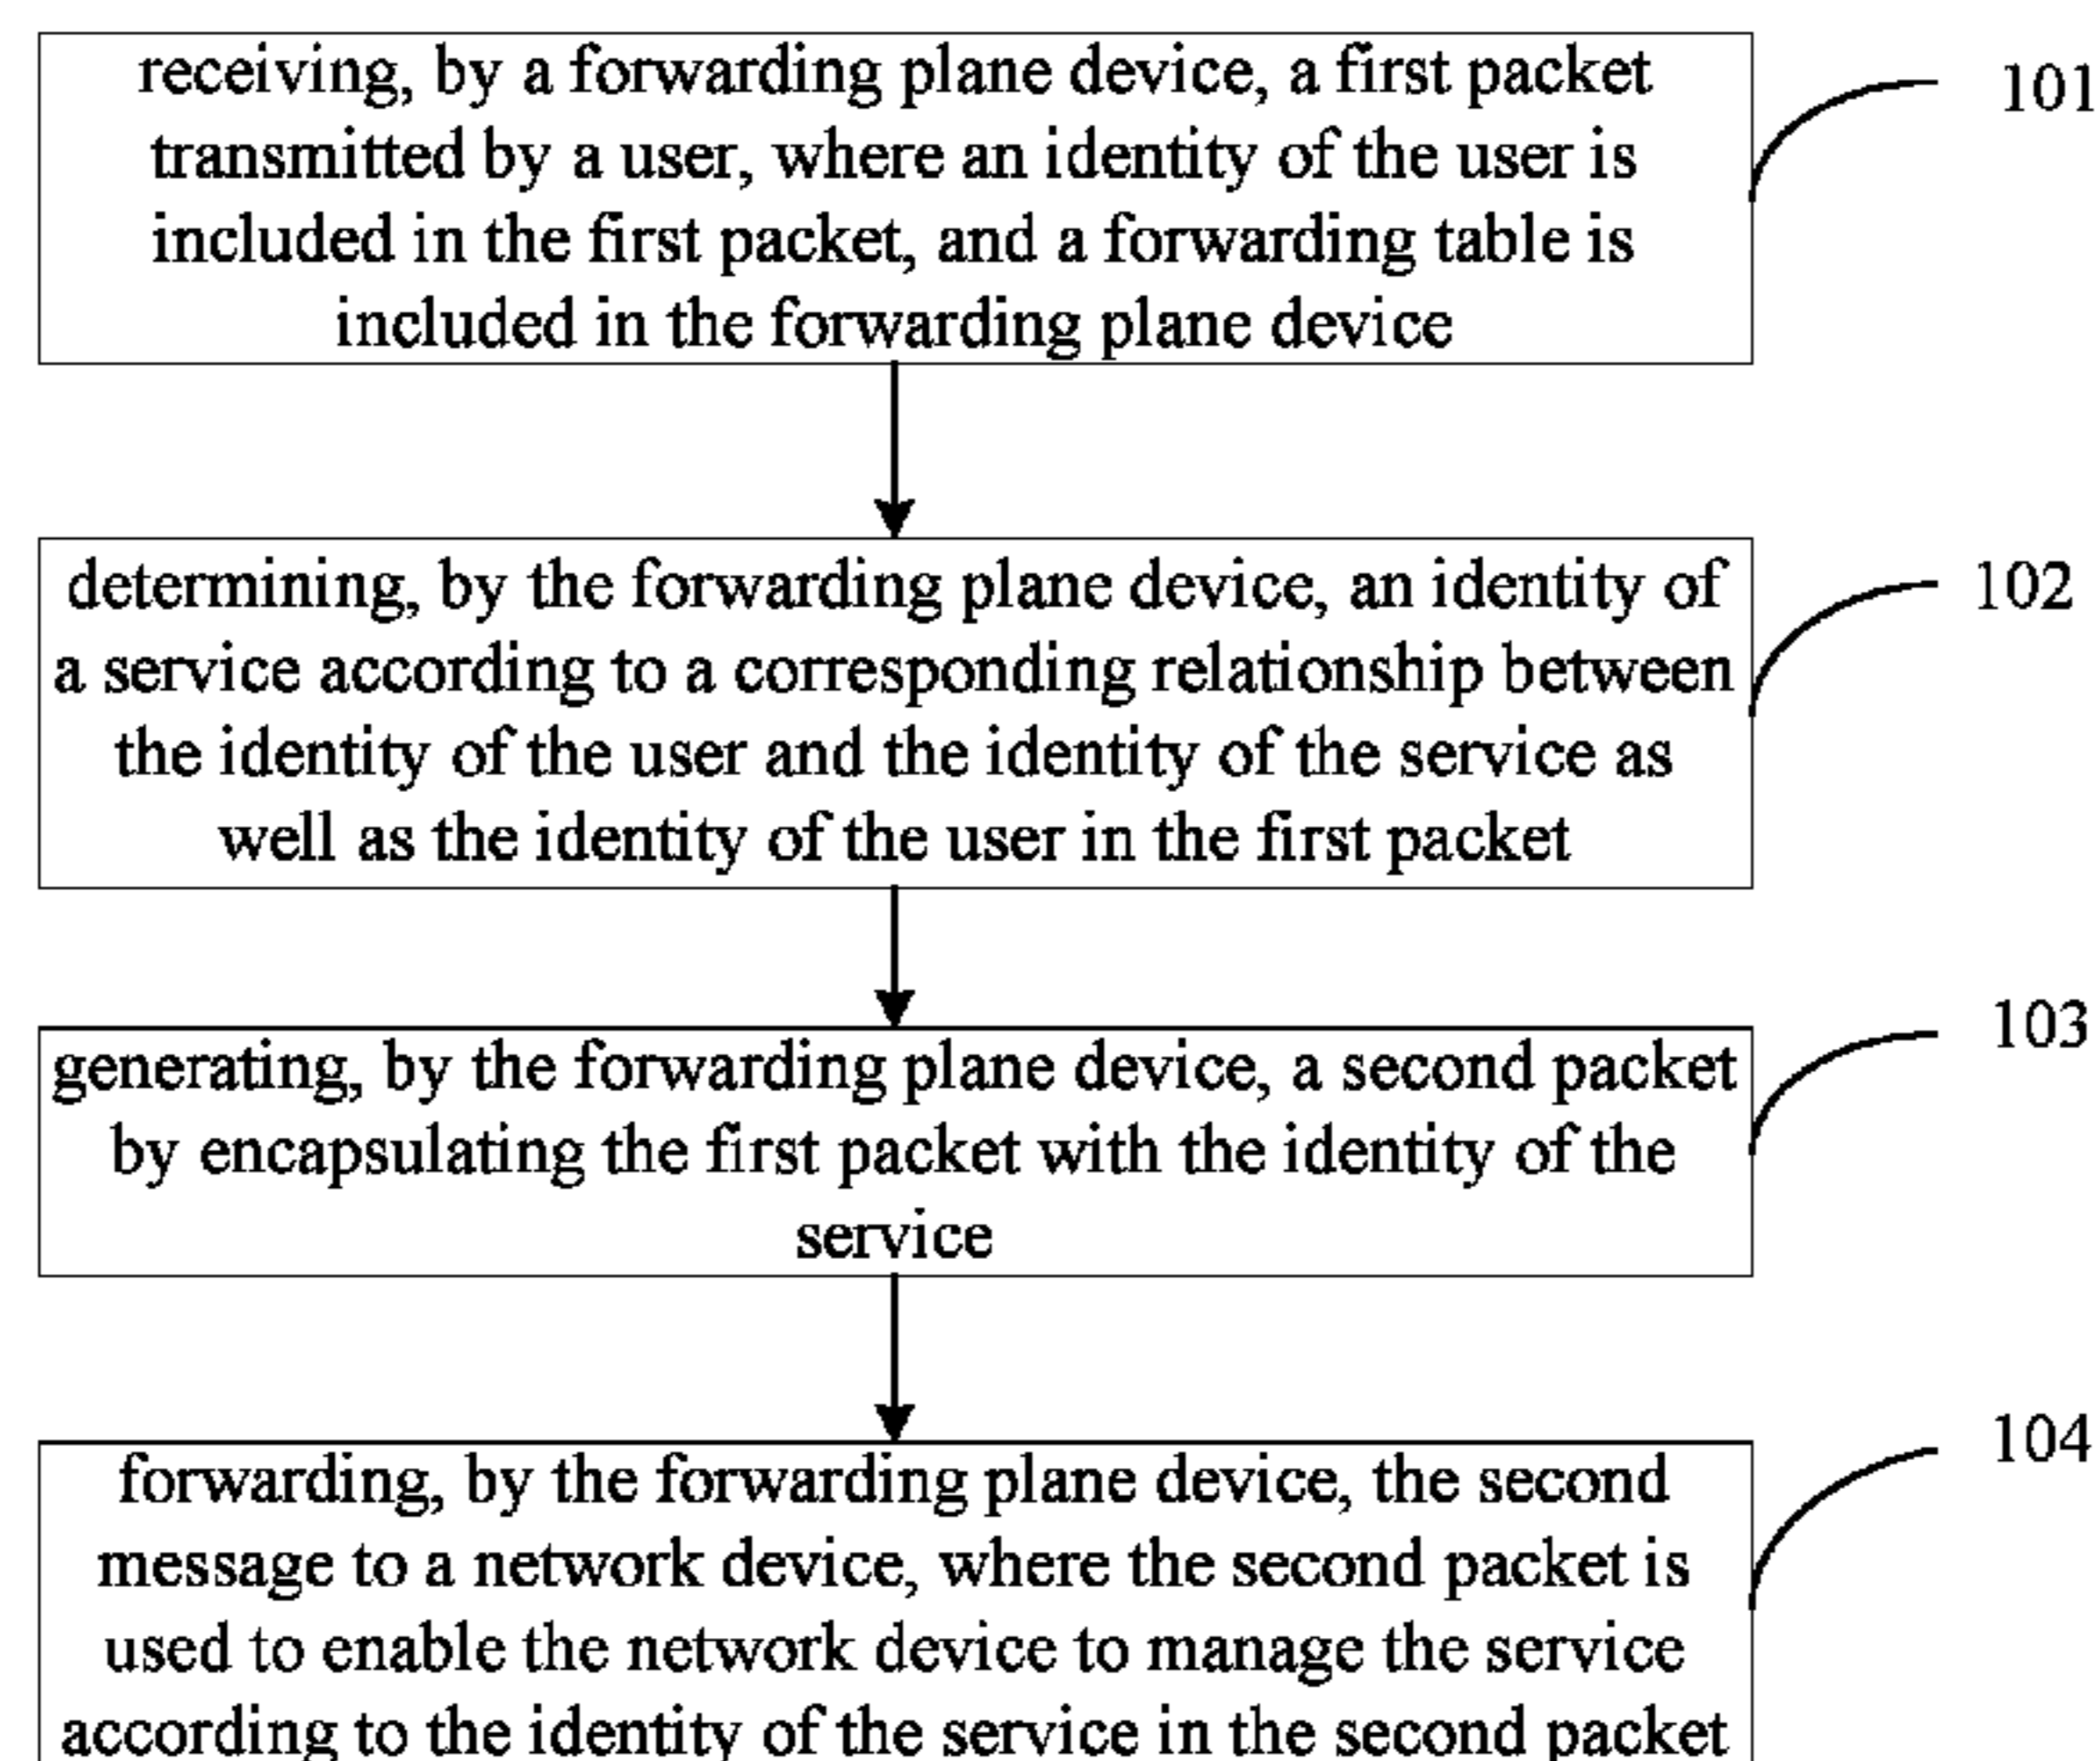 receiving, by a forwarding plane device, a first packet
transmitted by a user, where an identity of the user is
included in the first packet, and a forwarding table is
included in the forwarding plane device
101
determining, by the forwarding plane device, an identity of
a service according to a corresponding relationship between
the identity of the user and the identity of the service as
well as the identity of the user in the first packet
102
generating, by the forwarding plane device, a second packet
by encapsulating the first packet with the identity of the
service
103
forwarding, by the forwarding plane device, the second
message to a network device, where the second packet is
used to enable the network device to manage the service
according to the identity of the service in the second packet
104